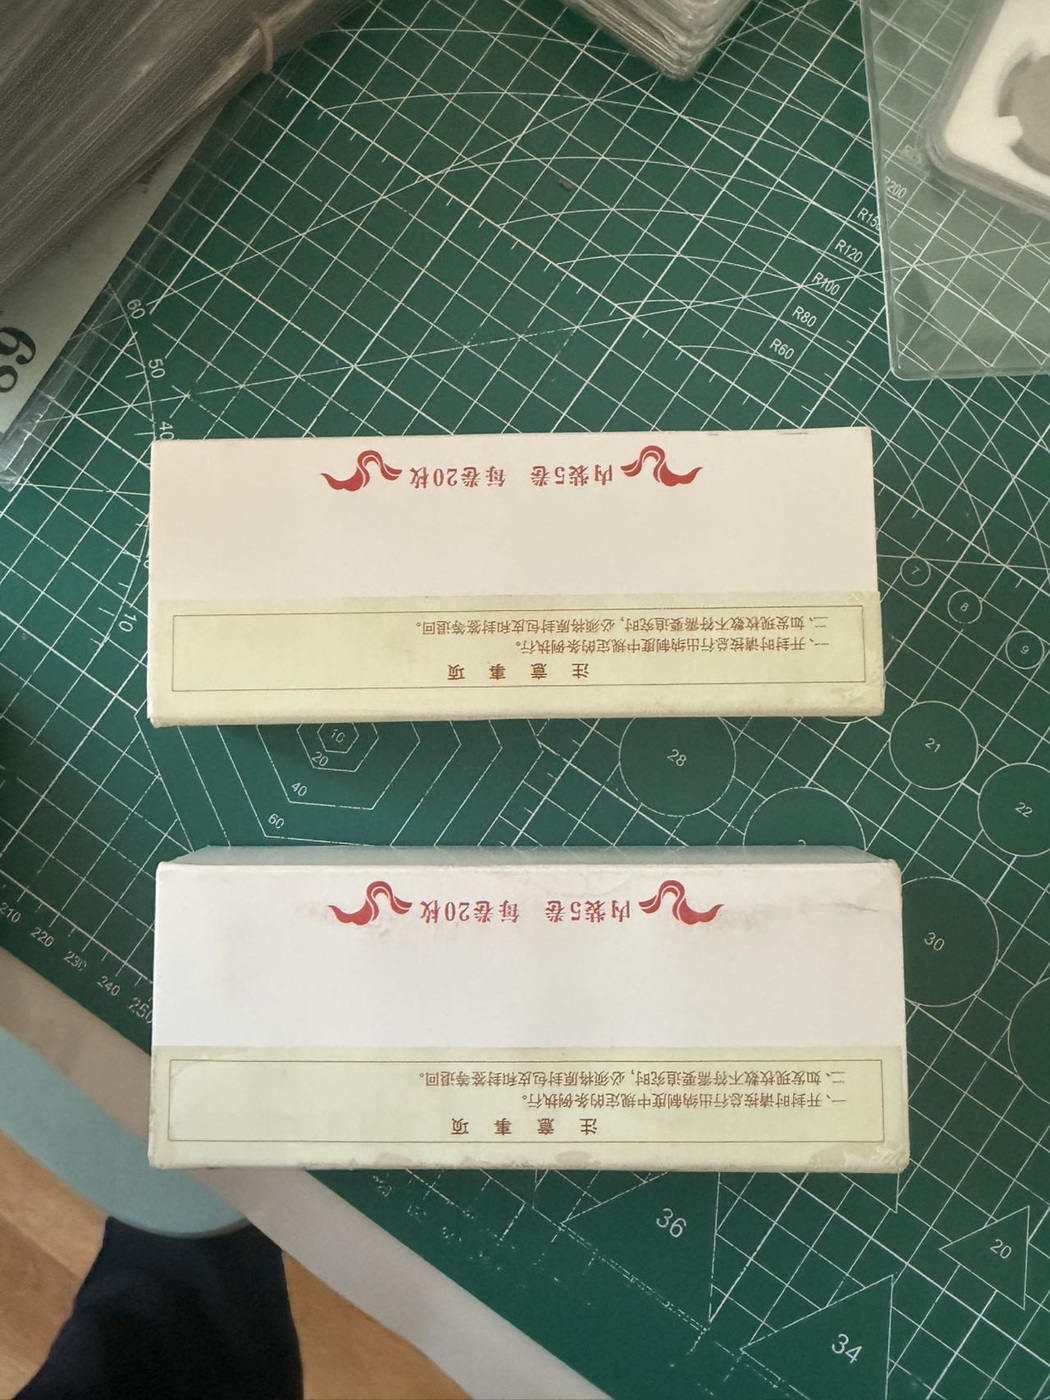 68
60
50
40
10
R200
R150
R120
R100
R80
R60
内装5卷 每卷20枚
注意事项
一、开封时请按总行出纳制度中规定的条例执行。
二、如发现枚数不符需要追究时，必须将原封包皮和封签等退回。
7
8
9
10
20
40
60
28
21
22
内装5卷 每卷20枚
注意事项
一、开封时请按总行出纳制度中规定的条例执行。
二、如发现枚数不符需要追究时，必须将原封包皮和封签等退回。
30
210
220
230
240
250
36
20
34